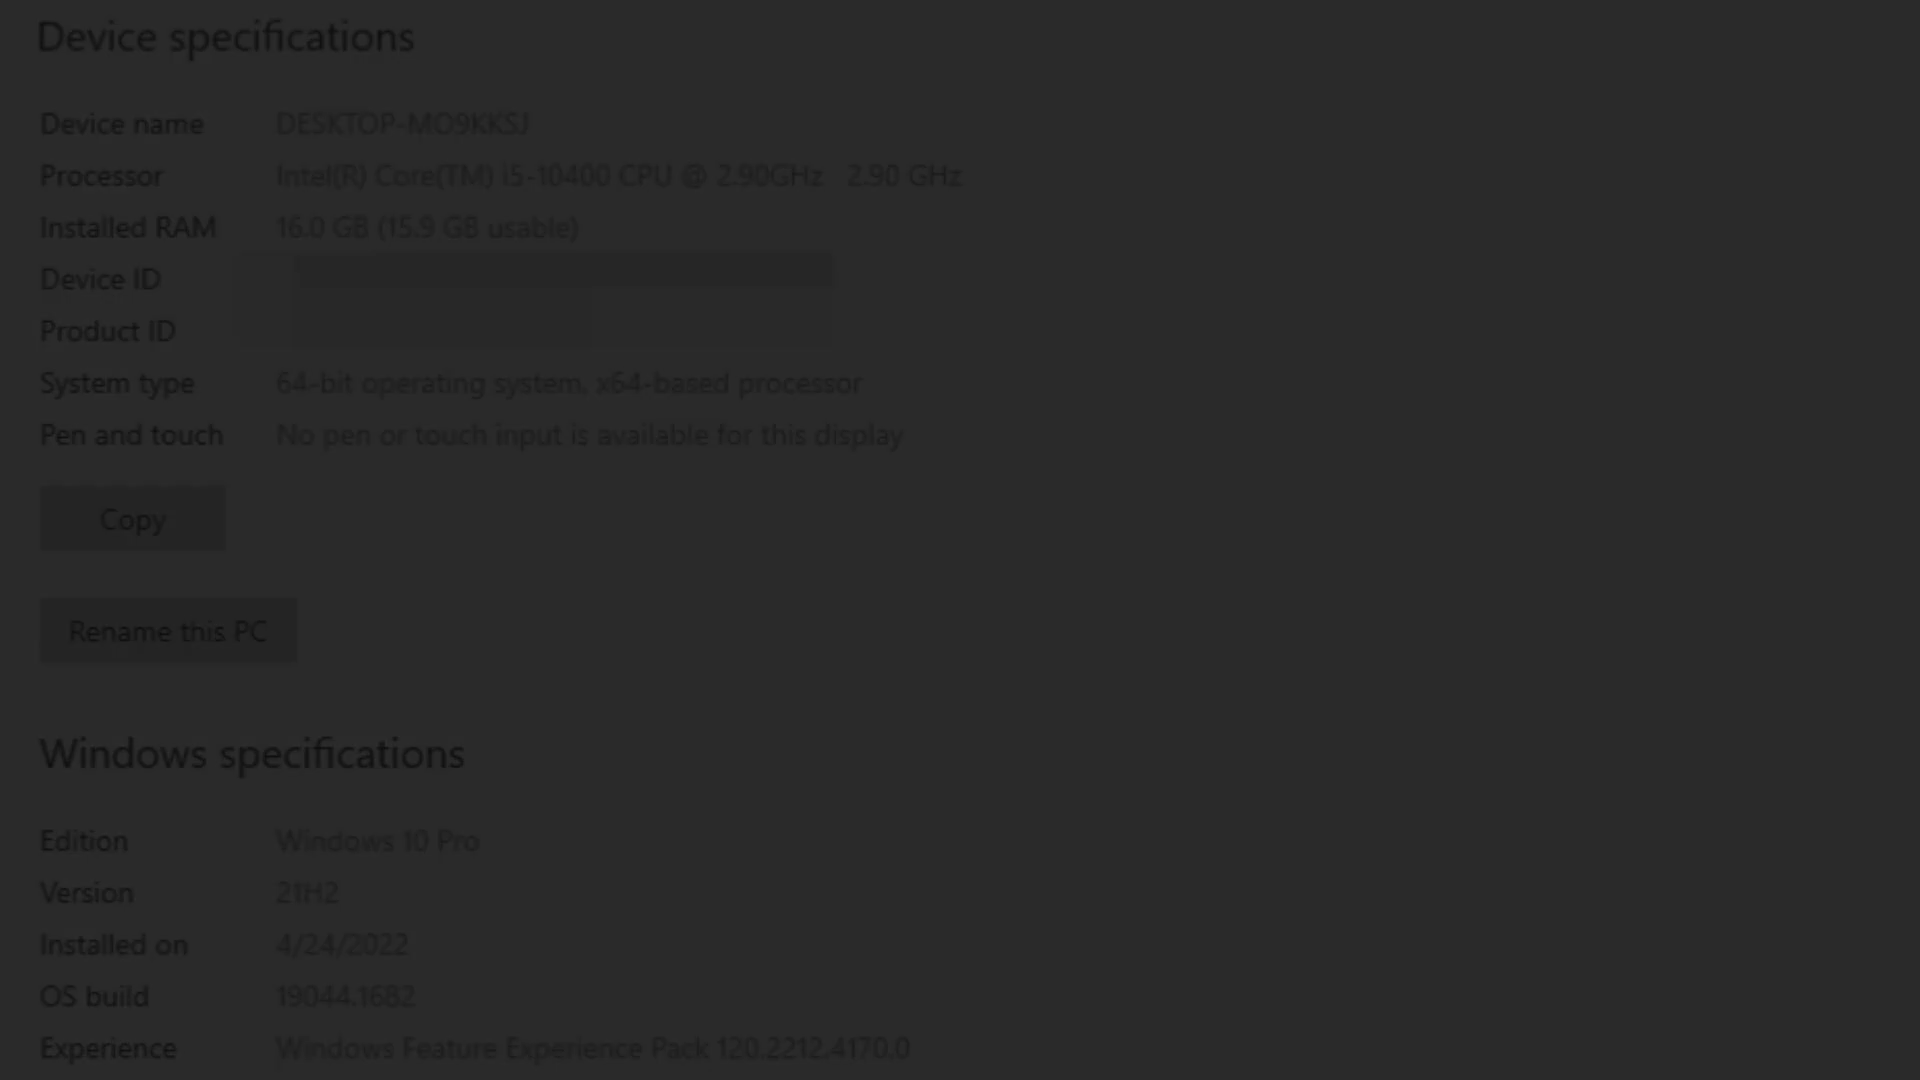 Device specifications
Device name DESKTOP-MO9KKSJ
Processor Intel(R) Core(TM) i5-10400 CPU @ 2.90GHz 2.90 GHz
Installed RAM 16.0 GB (15.9 GB usable)
Device ID
Product ID
System type 64-bit operating system, x64-based processor
Pen and touch No pen or touch input is available for this display
Copy
Rename this PC
Windows specifications
Edition Windows 10 Pro
Version 21H2
Installed on 4/24/2022
OS build 19044.1682
Experience Windows Feature Experience Pack 120.2212.4170.0